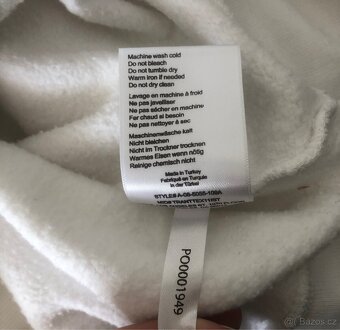 Machine wash cold
Do not bleach
Do not tumble dry
Warm iron if needed
Do not dry clean
Lavage en machine à froid
Ne pas javelliser
Ne pas sécher en machine
Fer chaud si besoin
Ne pas nettoyer à sec
Maschinenwäsche kalt
Nicht bleichen
Nicht im Trockner trocknen
Warmes Eisen wenn nötig
Reinige chemisch nicht
Made in Turkey
Fabriqué en Turquie
in der Türkei
PO0001949
Bazos.cz